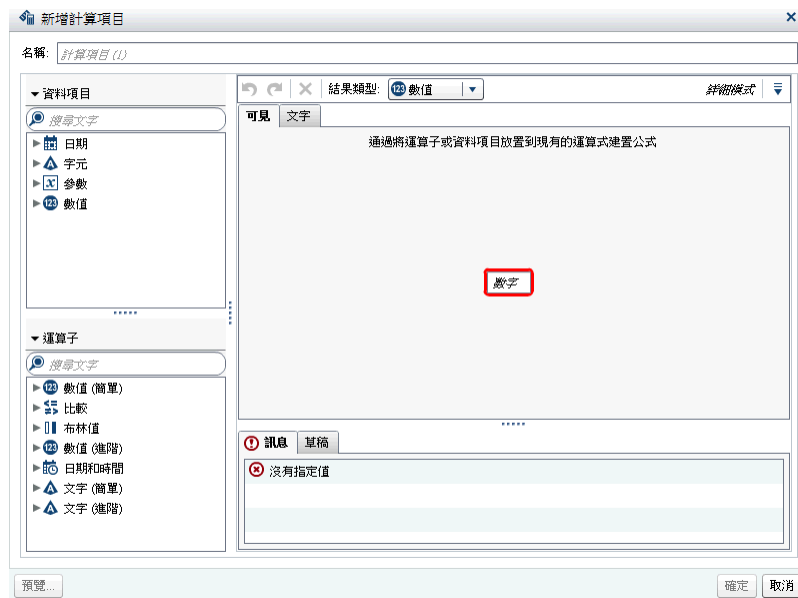 新增計算項目
名稱: 計算項目 (1)
資料項目
搜尋文字
日期
字元
參數
數值
運算子
搜尋文字
數值 (簡單)
比較
布林值
數值 (進階)
日期和時間
文字 (簡單)
文字 (進階)
結果類型: 數值 詳細模式
可見 文字
通過將運算子或資料項目放置到現有的運算式建置公式
數字
訊息 草稿
沒有指定值
預覽... 確定 取消